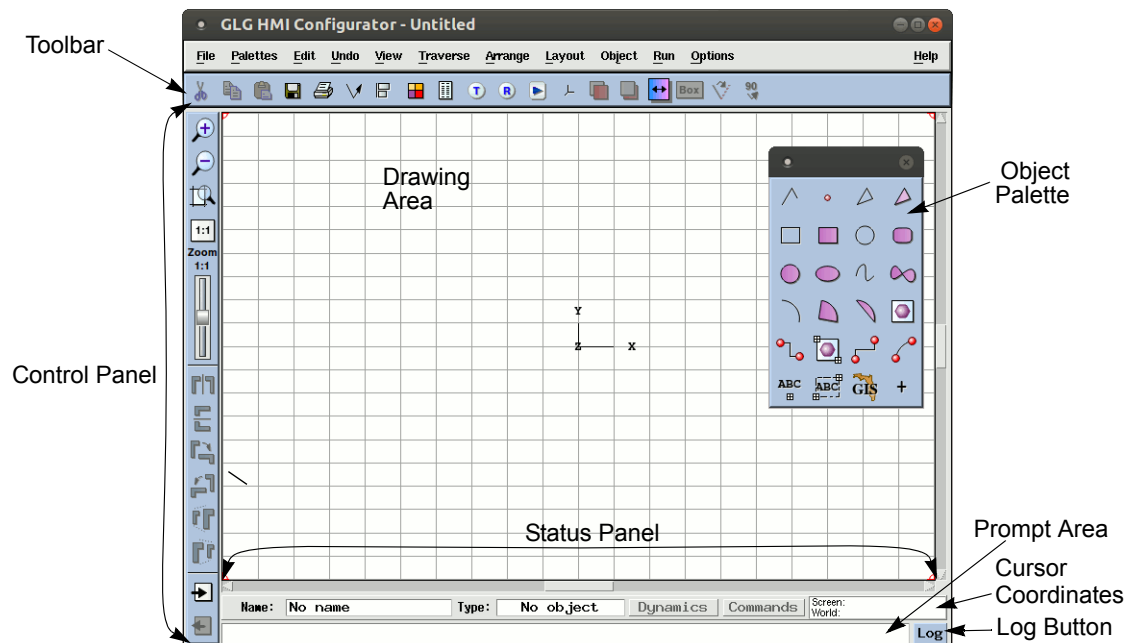 GLG HMI Configurator - Untitled
Toolbar
File Palettes Edit Undo View Traverse Arrange Layout Object Run Options Help
T R Box 90
Drawing
Area
Object
Palette
1:1
Zoom
1:1
Y
Z X
Control Panel
ABC ABC GIS +
Status Panel
Prompt Area
Cursor
Coordinates
Name: No name Type: No object Dynamics Commands Screen:
World:
Log
Log Button